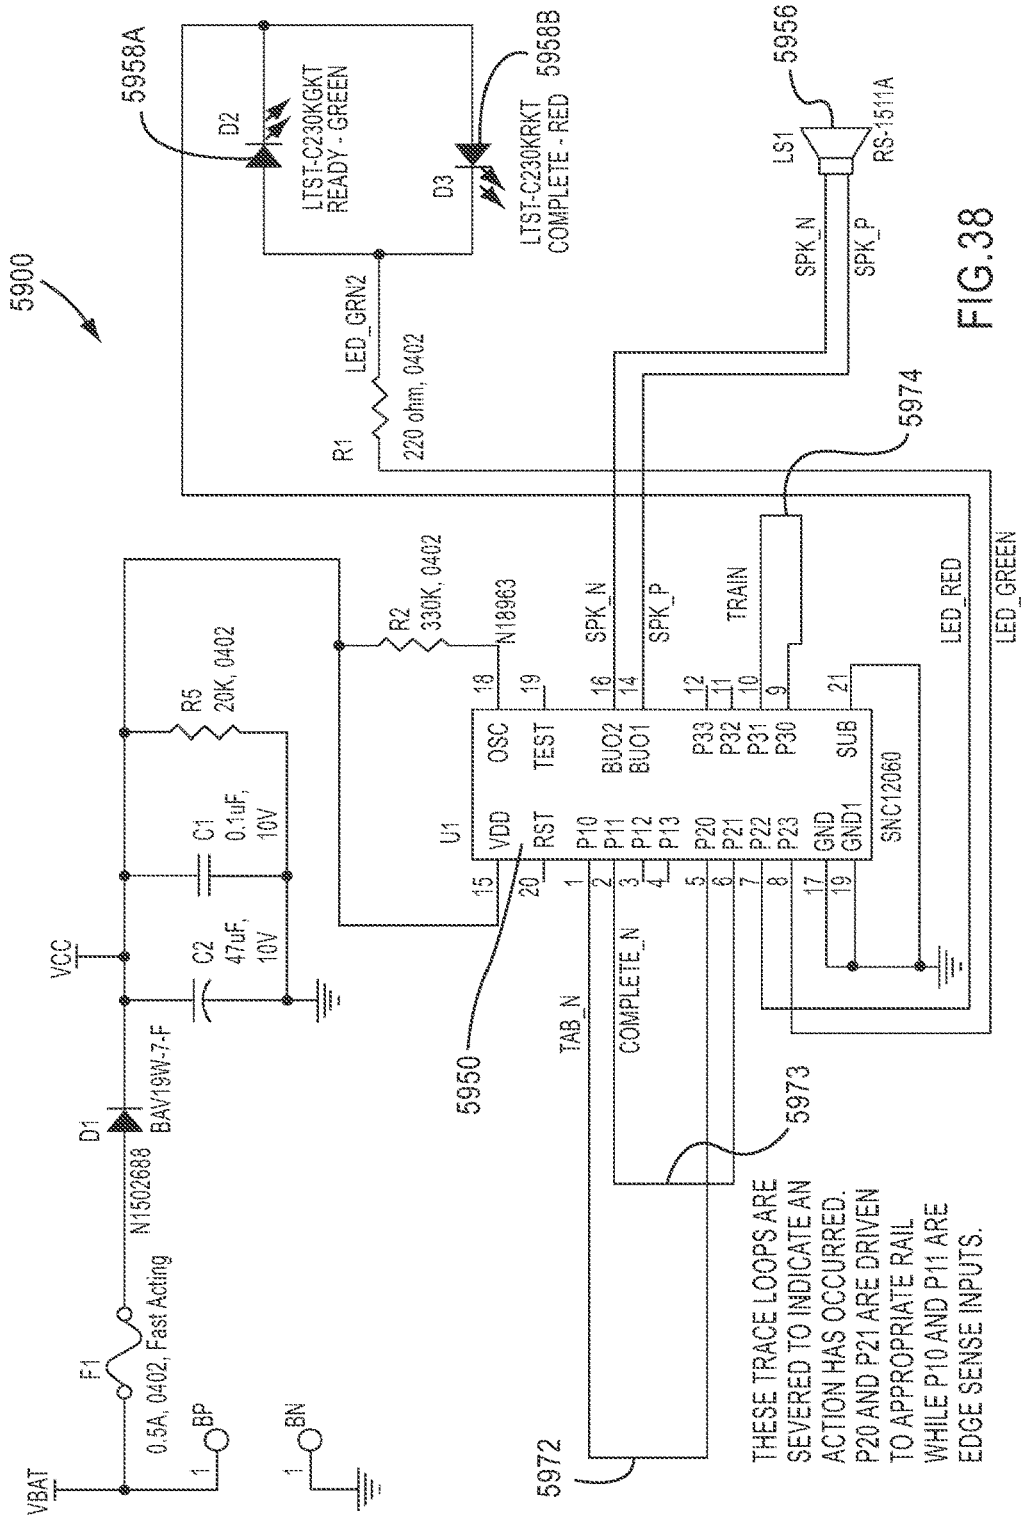 5900
VBAT
F1
0.5A, 0402, Fast Acting
N1502688
D1
BAV19W-7-F
VCC
C2
47uF,
10V
C1
0.1uF,
10V
R5
20K, 0402
1
BP
1
BN
R2
330K, 0402
N18963
R1
220 ohm, 0402
LED_GRN2
D2
5958A
LTST-C230KGKT
READY - GREEN
D3
5958B
LTST-C230KRKT
COMPLETE - RED
5950
U1
15
VDD
OSC
18
20
RST
TEST
19
1
P10
2
P11
BUO2
16
3
P12
BUO1
14
4
P13
5
P20
P33
12
6
P21
P32
11
7
P22
P31
10
8
P23
P30
9
17
GND
19
GND1
SUB
21
SNC12060
TAB_N
COMPLETE_N
5972
5973
SPK_N
SPK_P
SPK_N
SPK_P
LS1
RS-1511A
5956
TRAIN
5974
LED_RED
LED_GREEN
THESE TRACE LOOPS ARE
SEVERED TO INDICATE AN
ACTION HAS OCCURRED.
P20 AND P21 ARE DRIVEN
TO APPROPRIATE RAIL
WHILE P10 AND P11 ARE
EDGE SENSE INPUTS.
FIG.38